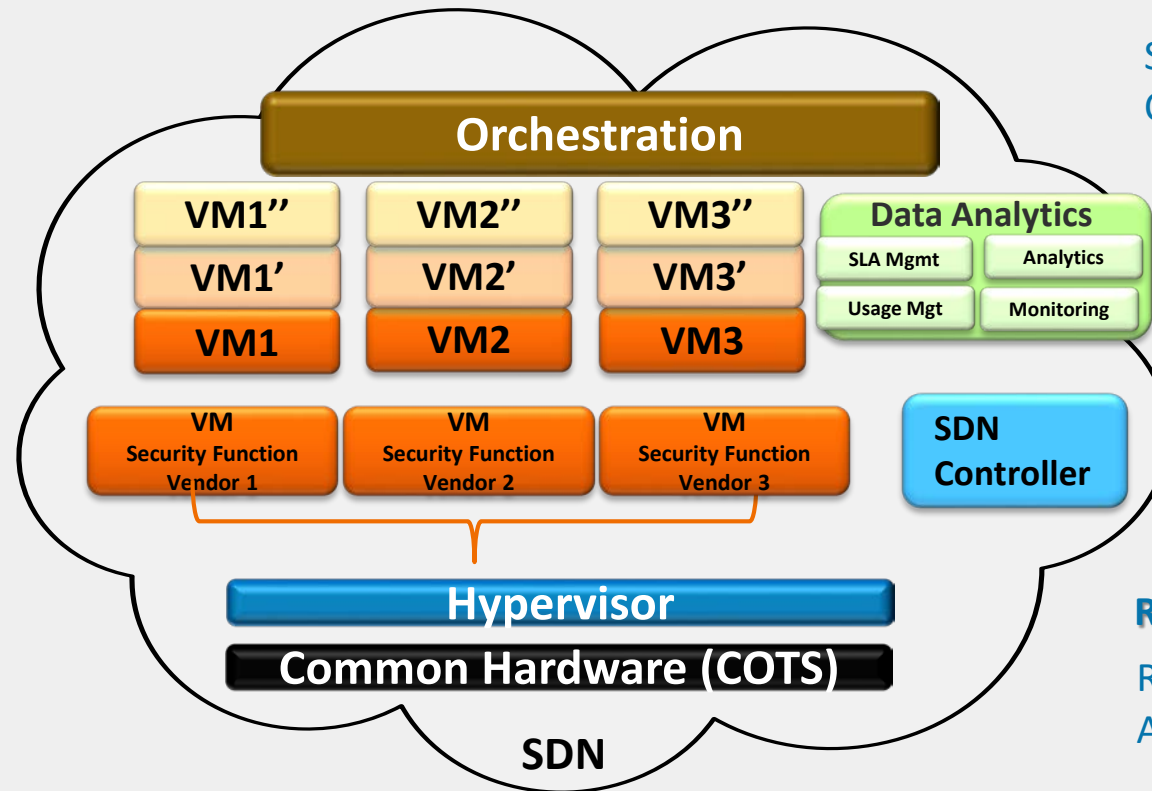 Orchestration
VM1’’
VM2’’
VM3’’
VM1'
VM2'
VM3'
VM1
VM2
VM3
Data Analytics
SLA Mgmt
Analytics
Usage Mgt
Monitoring
VM
Security Function
Vendor 1
VM
Security Function
Vendor 2
VM
Security Function
Vendor 3
SDN
Controller
Hypervisor
Common Hardware (COTS)
SDN